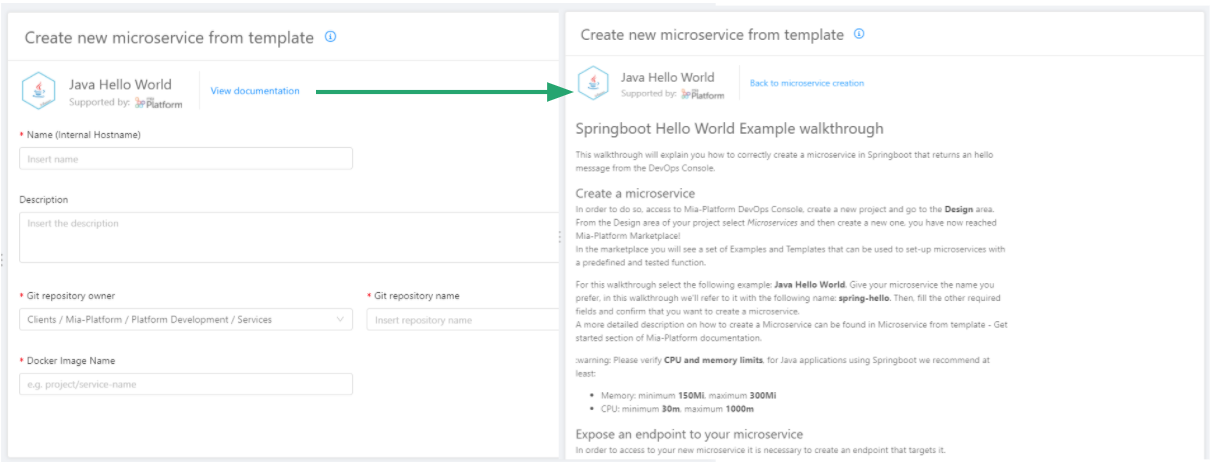 Create new microservice from template
Java Hello World
Supported by: Platform
View documentation
* Name (Internal Hostname)
Insert name
Description
Insert the description
* Git repository owner
Clients / Mia-Platform / Platform Development / Services
* Git repository name
Insert repository name
* Docker Image Name
e.g. project/service-name
Create new microservice from template
Java Hello World
Supported by: Platform
Back to microservice creation
Springboot Hello World Example walkthrough
This walkthrough will explain you how to correctly create a microservice in Springboot that returns an hello
message from the DevOps Console.
Create a microservice
In order to do so, access to Mia-Platform DevOps Console, create a new project and go to the Design area.
From the Design area of your project select Microservices and then create a new one, you have now reached
Mia-Platform Marketplace!
In the marketplace you will see a set of Examples and Templates that can be used to set-up microservices with
a predefined and tested function.
For this walkthrough select the following example: Java Hello World. Give your microservice the name you
prefer, in this walkthrough we'll refer to it with the following name: spring-hello. Then, fill the other required
fields and confirm that you want to create a microservice.
A more detailed description on how to create a Microservice can be found in Microservice from template - Get
started section of Mia-Platform documentation.
:warning: Please verify CPU and memory limits, for Java applications using Springboot we recommend at
least:
• Memory: minimum 150Mi, maximum 300Mi
• CPU: minimum 30m, maximum 1000m
Expose an endpoint to your microservice
In order to access to your new microservice it is necessary to create an endpoint that targets it.